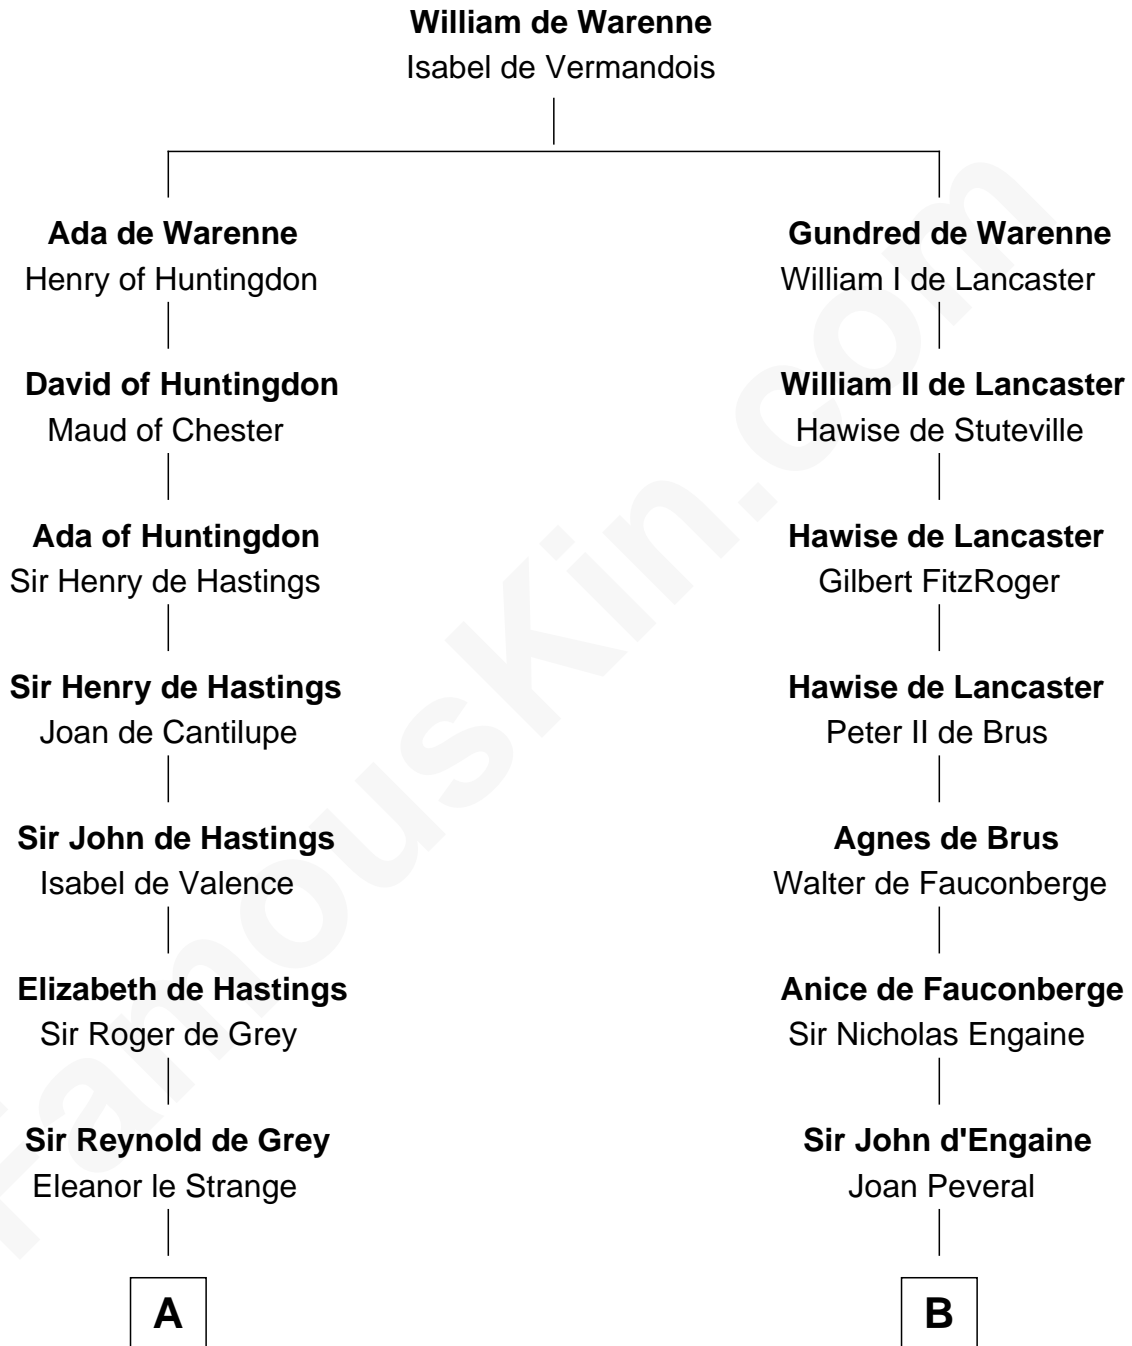 William de Warenne
Isabel de Vermandois
Ada de Warenne
Henry of Huntingdon
Gundred de Warenne
William I de Lancaster
David of Huntingdon
Maud of Chester
William II de Lancaster
Hawise de Stuteville
Ada of Huntingdon
Sir Henry de Hastings
Hawise de Lancaster
Gilbert FitzRoger
Sir Henry de Hastings
Joan de Cantilupe
Hawise de Lancaster
Peter II de Brus
Sir John de Hastings
Isabel de Valence
Agnes de Brus
Walter de Fauconberge
Elizabeth de Hastings
Sir Roger de Grey
Anice de Fauconberge
Sir Nicholas Engaine
Sir Reynold de Grey
Eleanor le Strange
Sir John d'Engaine
Joan Peveral
A
B
FamousKin.com